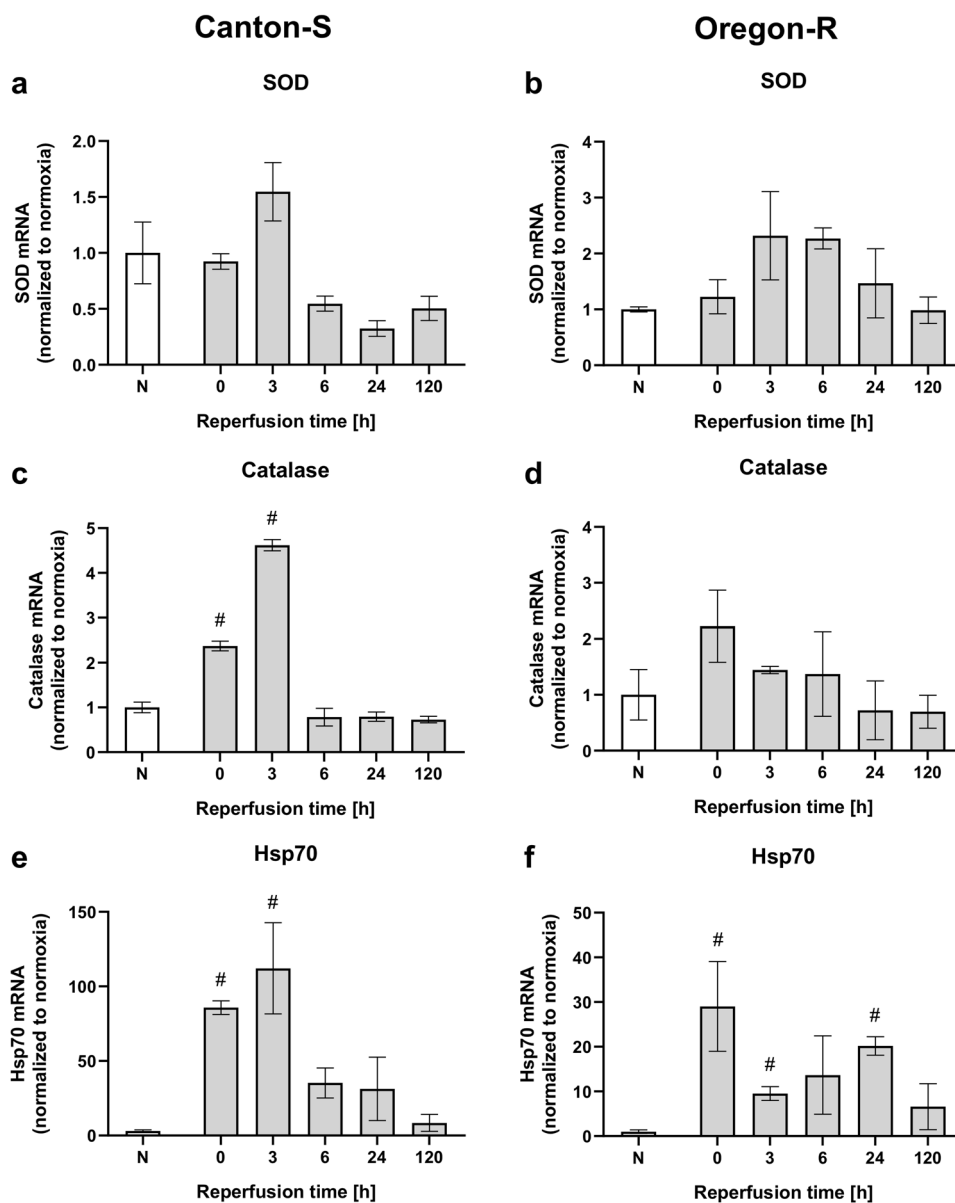 Canton-S
Oregon-R
a
SOD
SOD mRNA
(normalized to normoxia)
2.0
1.5
1.0
0.5
0.0
N 0 3 6 24 120
Reperfusion time [h]
b
SOD
SOD mRNA
(normalized to normoxia)
4
3
2
1
0
N 0 3 6 24 120
Reperfusion time [h]
c
Catalase
Catalase mRNA
(normalized to normoxia)
5
4
3
2
1
0
# #
N 0 3 6 24 120
Reperfusion time [h]
d
Catalase
Catalase mRNA
(normalized to normoxia)
4
3
2
1
0
N 0 3 6 24 120
Reperfusion time [h]
e
Hsp70
Hsp70 mRNA
(normalized to normoxia)
150
100
50
0
# #
N 0 3 6 24 120
Reperfusion time [h]
f
Hsp70
Hsp70 mRNA
(normalized to normoxia)
50
40
30
20
10
0
# # #
N 0 3 6 24 120
Reperfusion time [h]